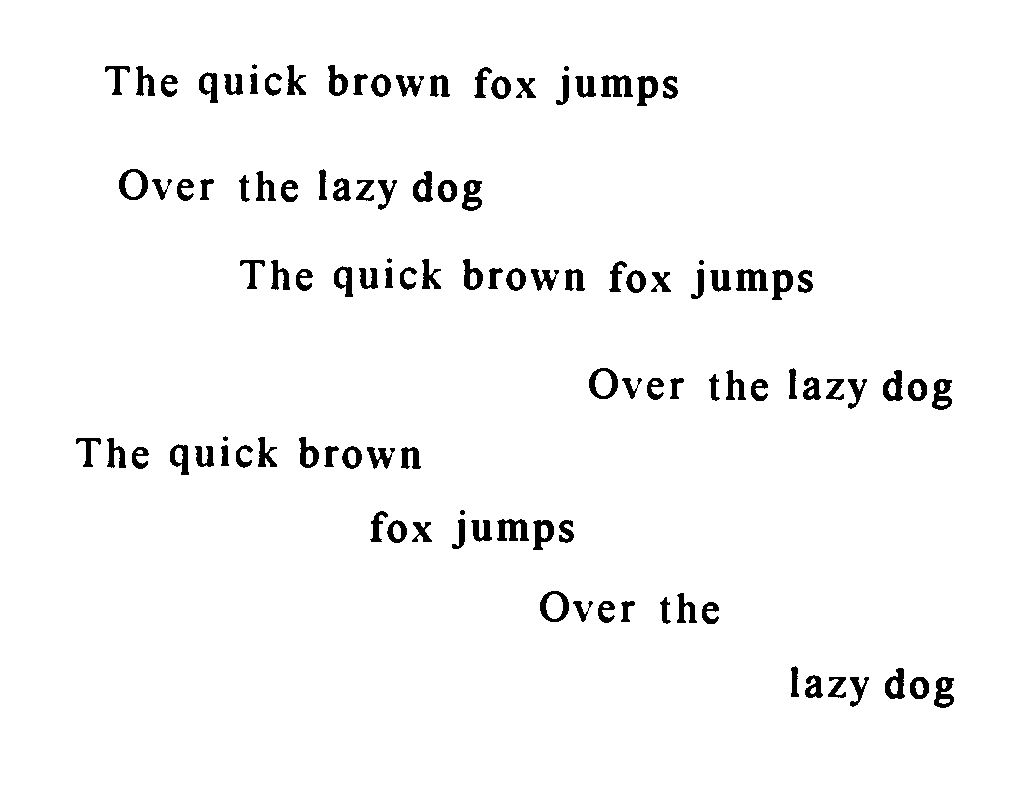 The quick brown fox jumps
Over the lazy dog
The quick brown fox jumps
Over the lazy dog
The quick brown
fox jumps
Over the
lazy dog